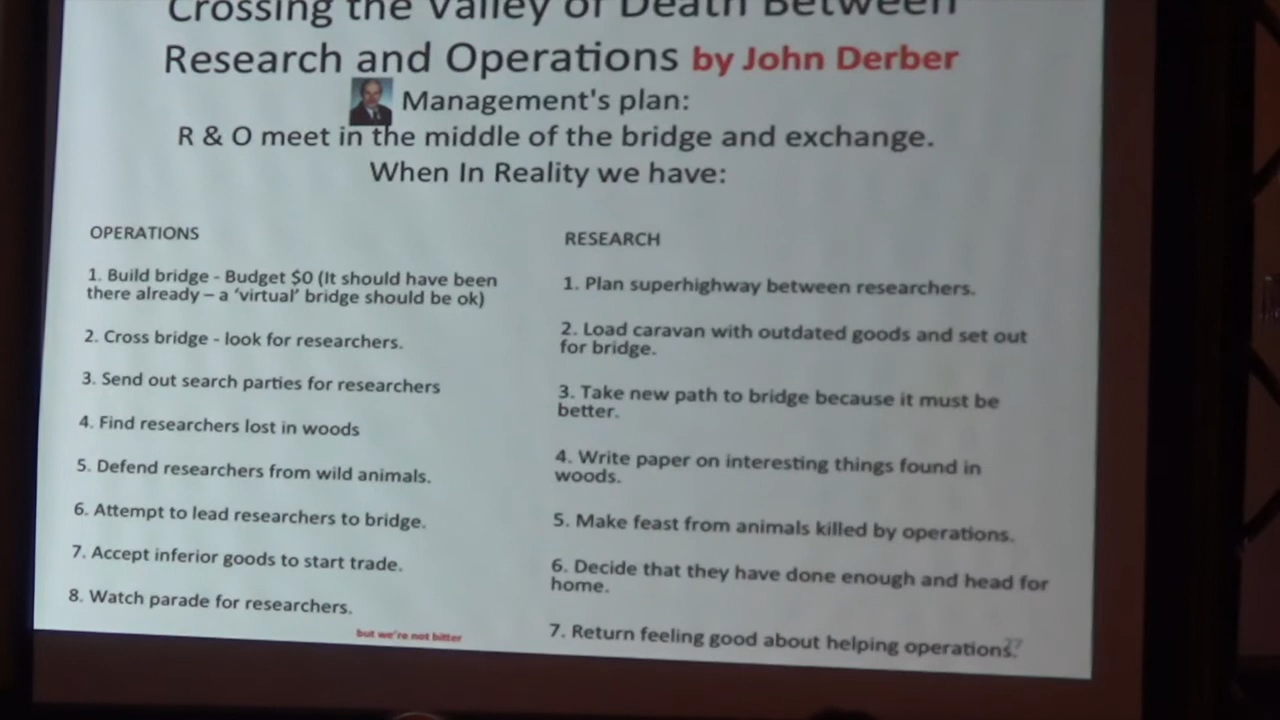 Crossing the Valley of Death Between
Research and Operations by John Derber
Management's plan:
R & O meet in the middle of the bridge and exchange.
When In Reality we have:
OPERATIONS
1. Build bridge - Budget $0 (It should have been
there already – a ‘virtual’ bridge should be ok)
2. Cross bridge - look for researchers.
3. Send out search parties for researchers
4. Find researchers lost in woods
5. Defend researchers from wild animals.
6. Attempt to lead researchers to bridge.
7. Accept inferior goods to start trade.
8. Watch parade for researchers.
but we're not bitter
RESEARCH
1. Plan superhighway between researchers.
2. Load caravan with outdated goods and set out
for bridge.
3. Take new path to bridge because it must be
better.
4. Write paper on interesting things found in
woods.
5. Make feast from animals killed by operations.
6. Decide that they have done enough and head for
home.
7. Return feeling good about helping operations.
27